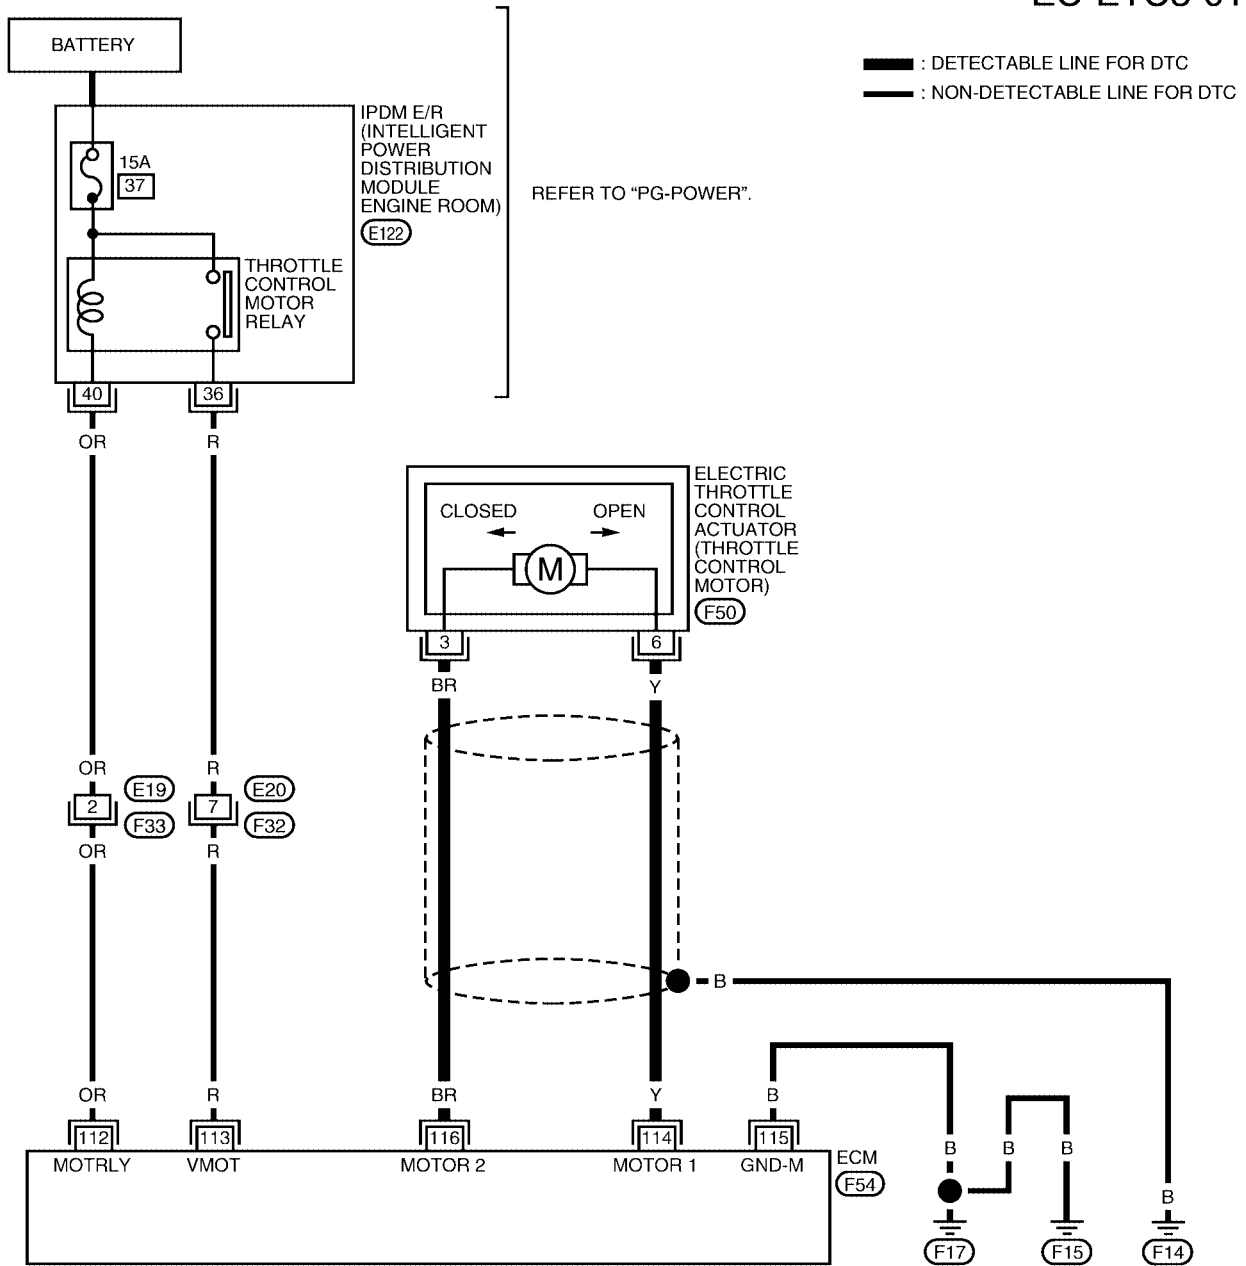 BATTERY
: DETECTABLE LINE FOR DTC
: NON-DETECTABLE LINE FOR DTC
IPDM E/R
(INTELLIGENT
POWER
DISTRIBUTION
MODULE
ENGINE ROOM)
E122
15A
37
REFER TO “PG-POWER”.
THROTTLE
CONTROL
MOTOR
RELAY
40
36
OR
R
ELECTRIC
THROTTLE
CONTROL
ACTUATOR
(THROTTLE
CONTROL
MOTOR)
F50
CLOSED
OPEN
M
3
6
BR
Y
OR
R
2
E19
F33
7
E20
F32
OR
R
B
OR
R
BR
Y
B
112
113
116
114
115
MOTRLY
VMOT
MOTOR 2
MOTOR 1
GND-M
ECM
F54
B
B
B
B
F17
F15
F14